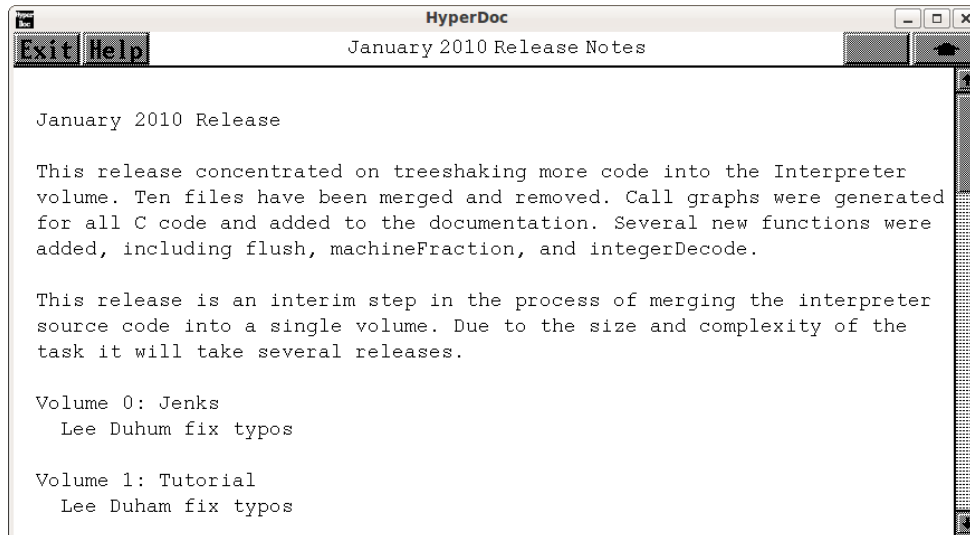 HyperDoc
Exit Help January 2010 Release Notes
January 2010 Release
This release concentrated on treeshaking more code into the Interpreter
volume. Ten files have been merged and removed. Call graphs were generated
for all C code and added to the documentation. Several new functions were
added, including flush, machineFraction, and integerDecode.
This release is an interim step in the process of merging the interpreter
source code into a single volume. Due to the size and complexity of the
task it will take several releases.
Volume 0: Jenks
Lee Duhum fix typos
Volume 1: Tutorial
Lee Duham fix typos